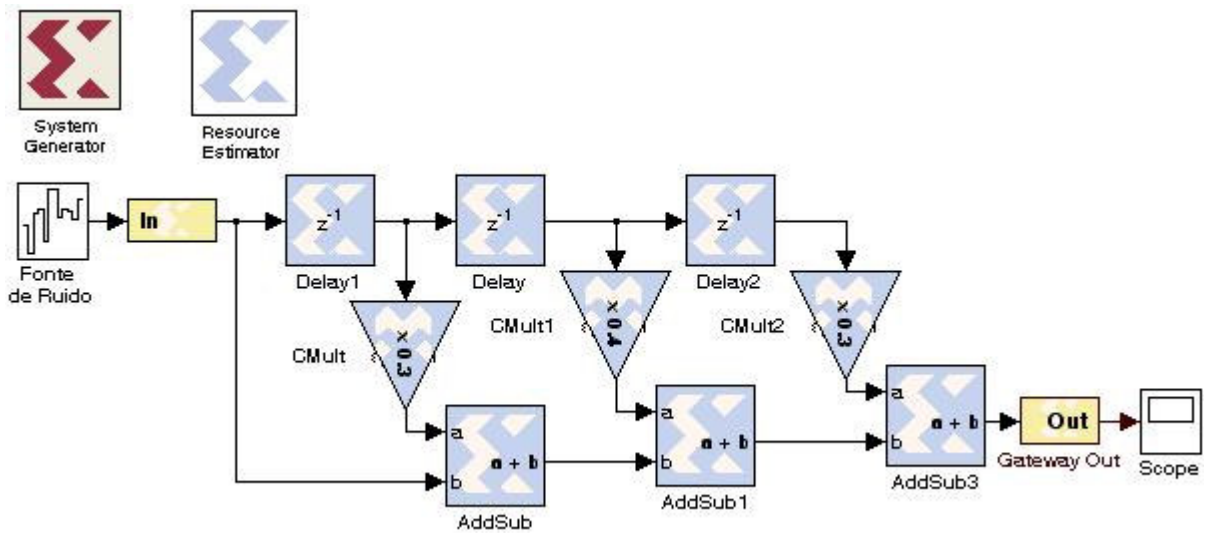 System
Generator
Resource
Estimator
Fonte
de Ruido
In
z-1
Delay1
z-1
Delay
z-1
Delay2
CMult
x 0.3
CMult1
x 0.4
CMult2
x 0.3
a
b
a + b
AddSub
a
b
a + b
AddSub1
a
b
a + b
AddSub3
Out
Gateway Out
Scope